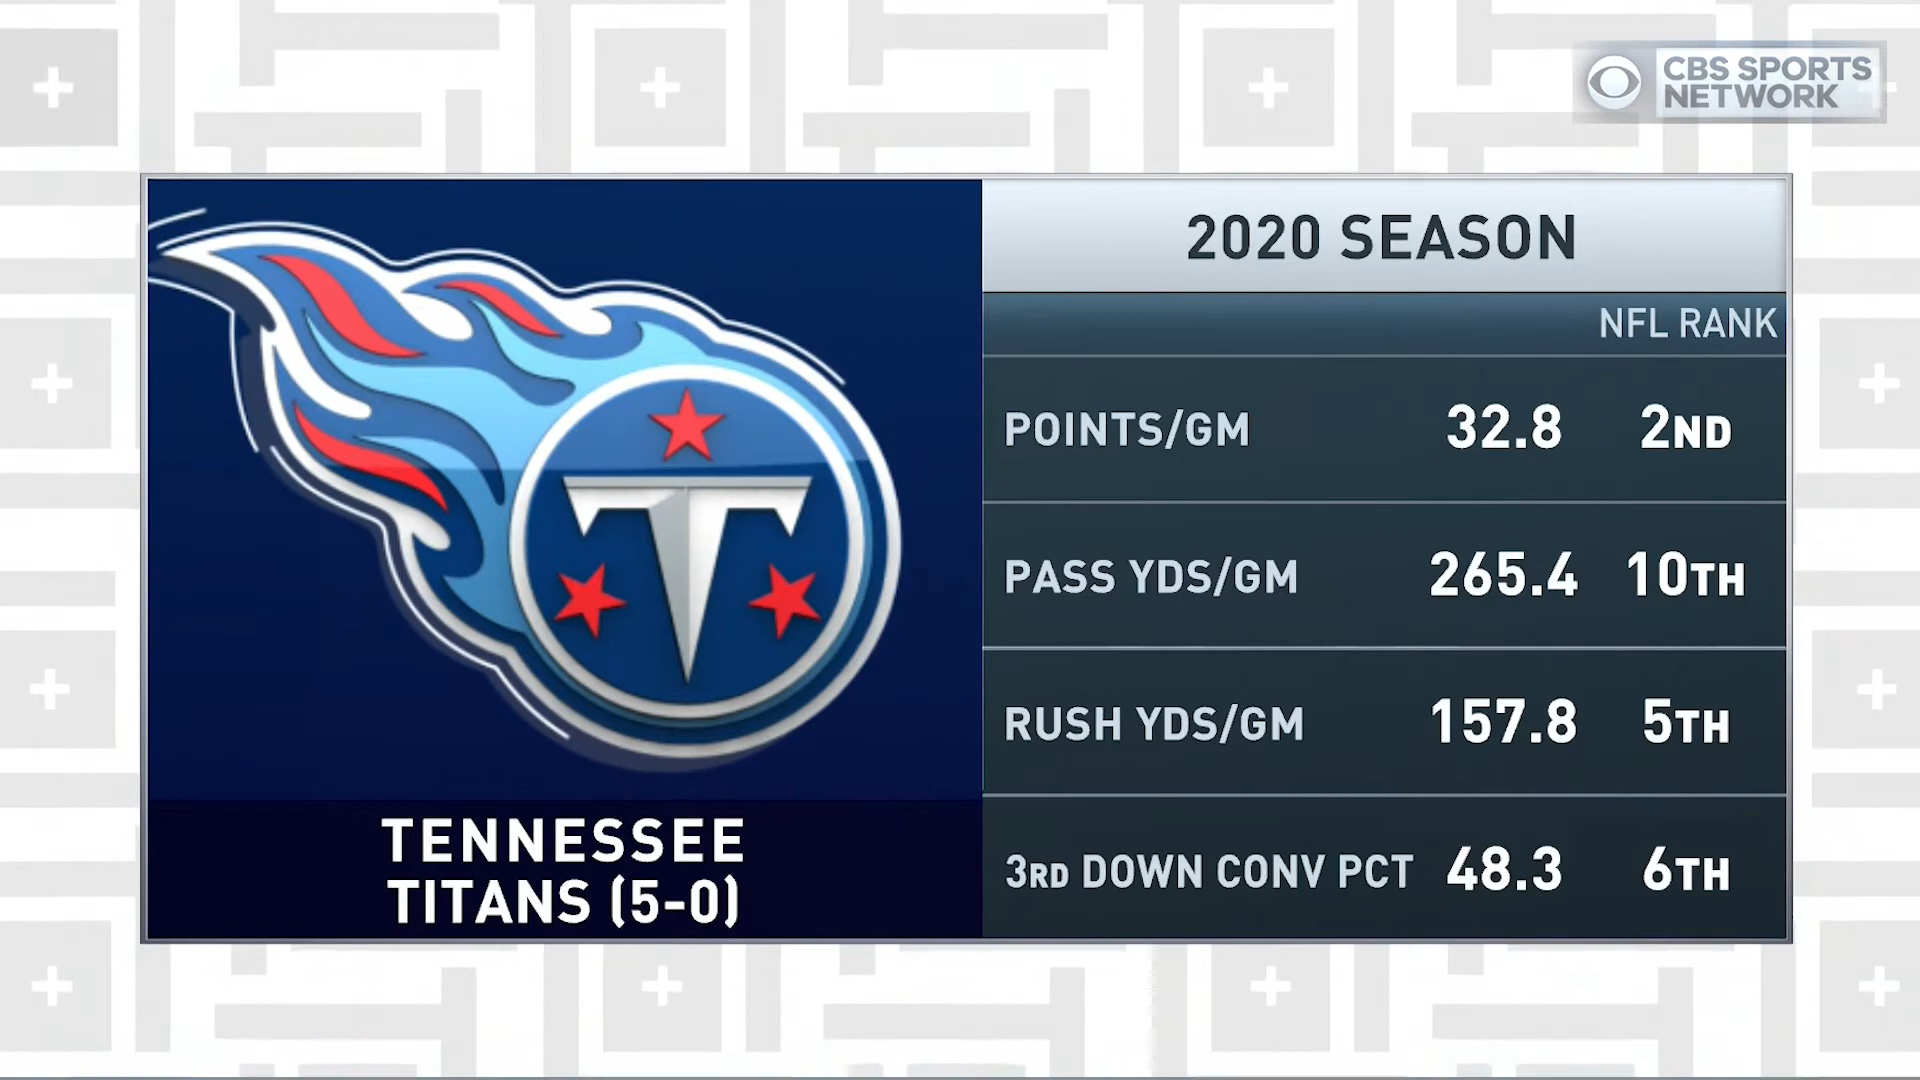 CBS SPORTS
NETWORK
2020 SEASON
NFL RANK
POINTS/GM 32.8 2ND
PASS YDS/GM 265.4 10TH
RUSH YDS/GM 157.8 5TH
3RD DOWN CONV PCT 48.3 6TH
T
TENNESSEE
TITANS (5-0)